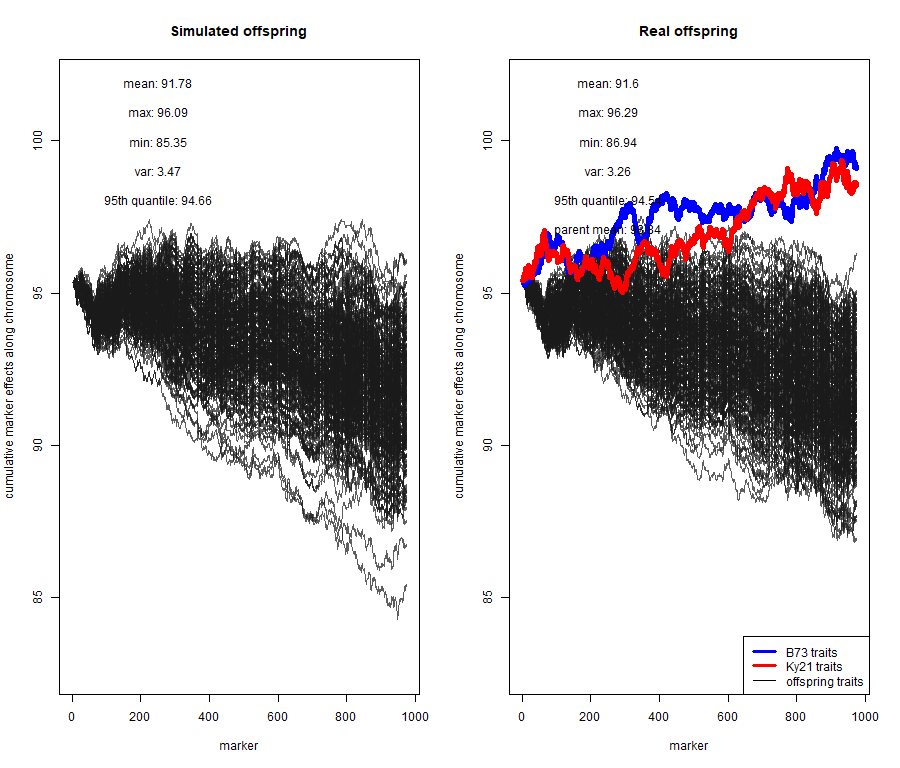 Simulated offspring
mean: 91.78
max: 96.09
min: 85.35
var: 3.47
95th quantile: 94.66
cumulative marker effects along chromosome
85
90
95
100
0
200
400
600
800
1000
marker
Real offspring
mean: 91.6
max: 96.29
min: 86.94
var: 3.26
95th quantile:
parent mean:
cumulative marker effects along chromosome
85
90
95
100
B73 traits
Ky21 traits
offspring traits
0
200
400
600
800
1000
marker